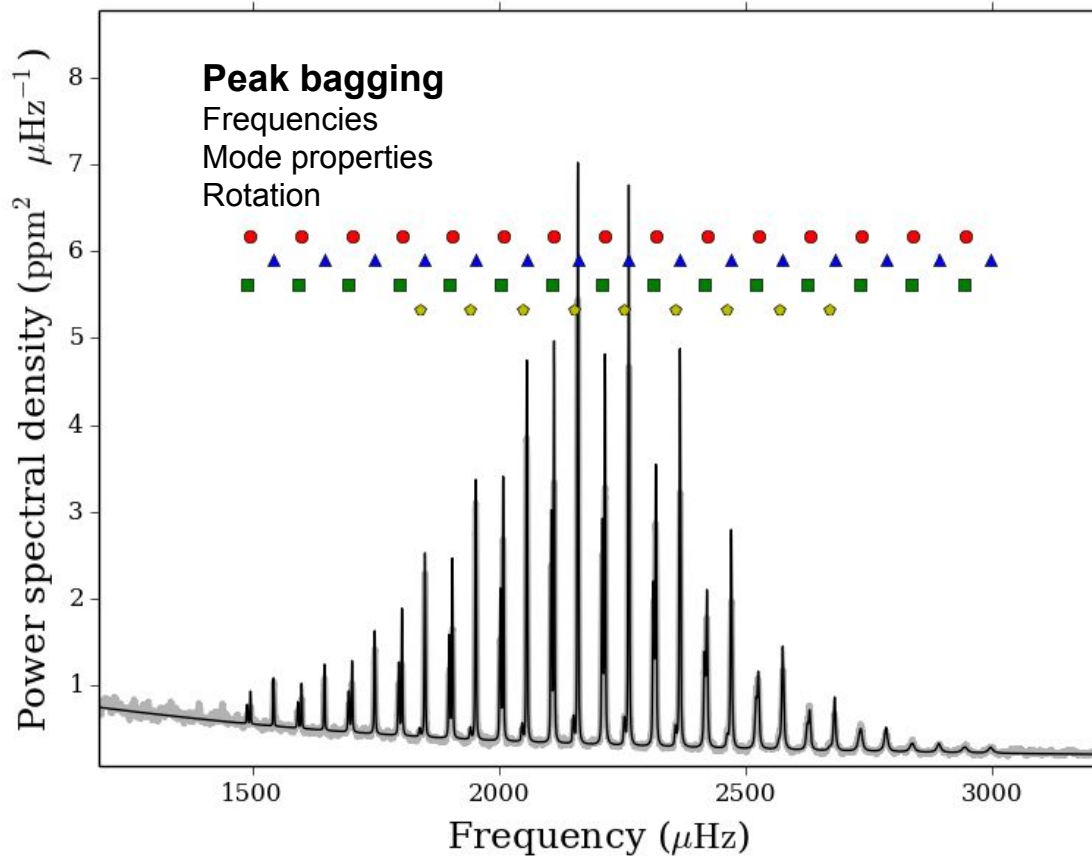 Peak bagging
Frequencies
Mode properties
Rotation
Power spectral density (ppm² μHz⁻¹)
8
7
6
5
4
3
2
1
1500 2000 2500 3000
Frequency (μHz)